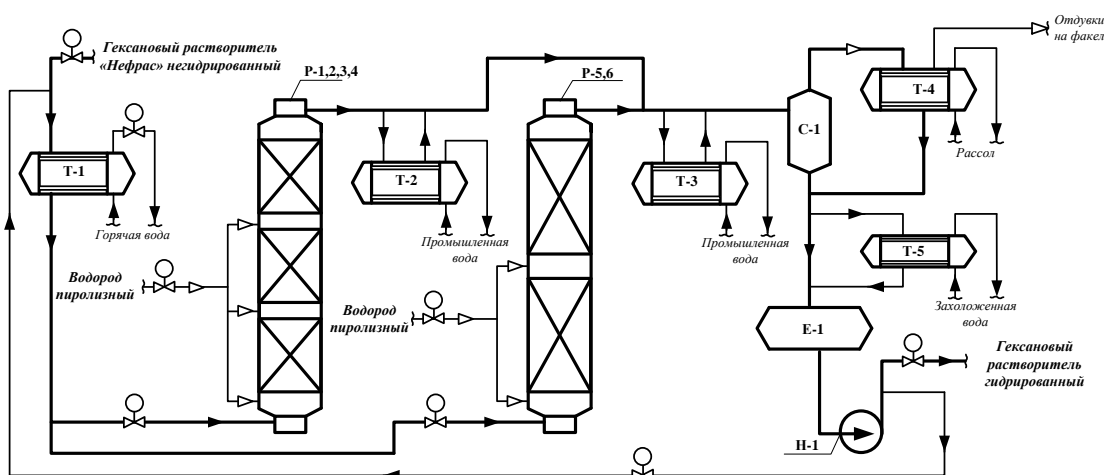 Гексановый растворитель
«Нефрас» негидрированный
Р-1,2,3,4
Р-5,6
Отдувки
на факел
Т-4
С-1
Рассол
Т-1
Горячая вода
Т-2
Промышленная
вода
Т-3
Промышленная
вода
Т-5
Захоложенная
вода
Водород
пиролизный
Водород
пиролизный
Е-1
Гексановый
растворитель
гидрированный
Н-1